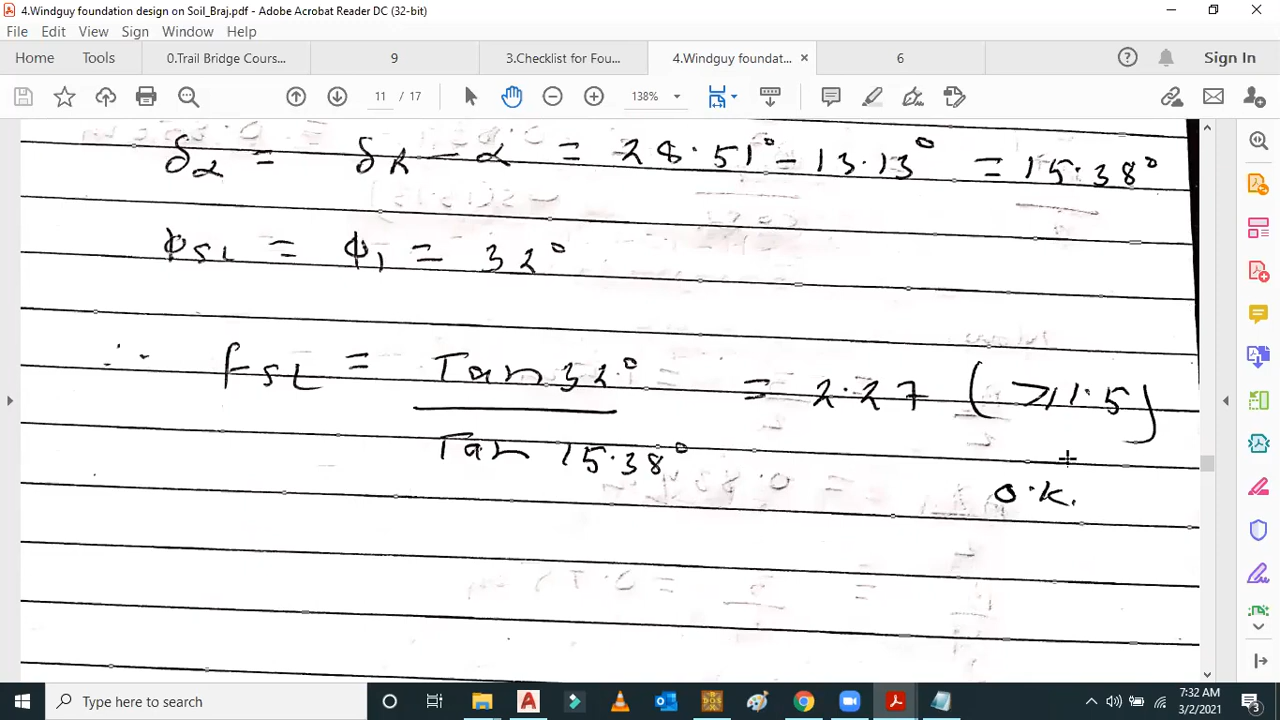 4.Windguy foundation design on Soil_Braj.pdf - Adobe Acrobat Reader DC (32-bit)
File Edit View Sign Window Help
Home Tools 0.Trail Bridge Cours... 9 3.Checklist for Fou... 4.Windguy foundat... × 6 Sign In
11 / 17 138%
δα = δR - α = 28.51° - 13.13° = 15.38°
ϕSL = ϕ1 = 32°
∴ FSL = Tan 32° / Tan 15.38° = 2.27 (>1.5)
O.K.
Type here to search
7:32 AM
3/2/2021
3